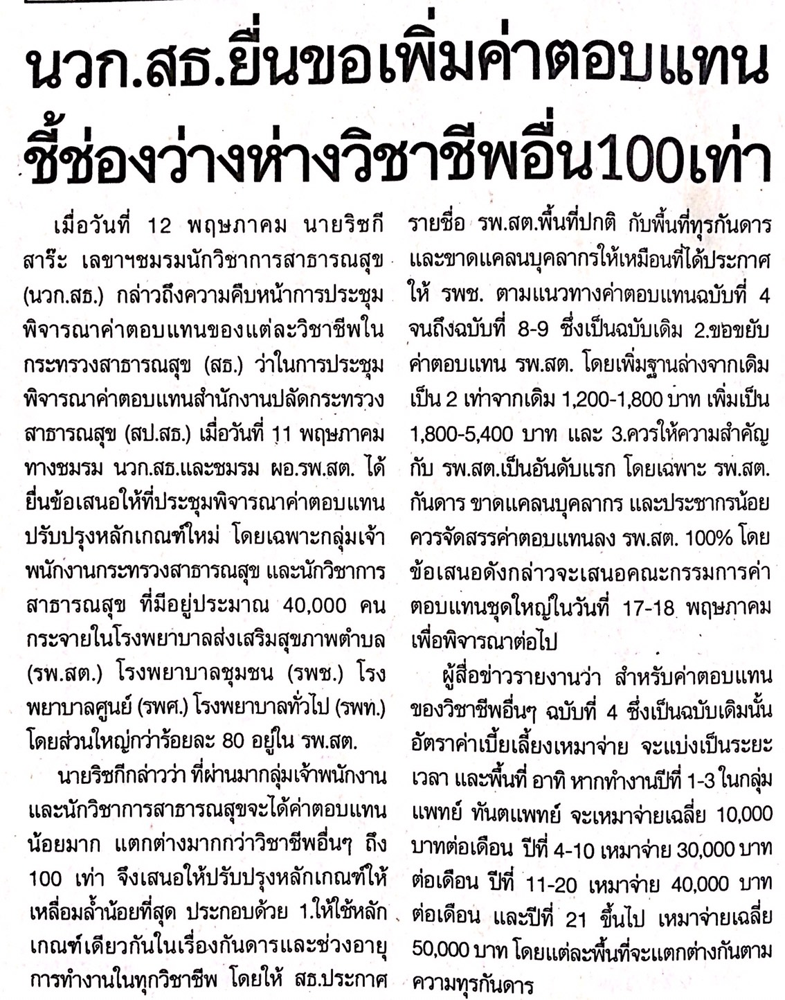 นวก.สธ.ยื่นขอเพิ่มค่าตอบแทน
ชี้ช่องว่างห่างวิชาชีพอื่น100เท่า
เมื่อวันที่ 12 พฤษภาคม นายริซกี
สาร๊ะ เลขาฯชมรมนักวิชาการสาธารณสุข
(นวก.สธ.) กล่าวถึงความคืบหน้าการประชุม
พิจารณาค่าตอบแทนของแต่ละวิชาชีพใน
กระทรวงสาธารณสุข (สธ.) ว่าในการประชุม
พิจารณาค่าตอบแทนสำนักงานปลัดกระทรวง
สาธารณสุข (สป.สธ.) เมื่อวันที่ 11 พฤษภาคม
ทางชมรม นวก.สธ.และชมรม ผอ.รพ.สต. ได้
ยื่นข้อเสนอให้ที่ประชุมพิจารณาค่าตอบแทน
ปรับปรุงหลักเกณฑ์ใหม่ โดยเฉพาะกลุ่มเจ้า
พนักงานกระทรวงสาธารณสุข และนักวิชาการ
สาธารณสุข ที่มีอยู่ประมาณ 40,000 คน
กระจายในโรงพยาบาลส่งเสริมสุขภาพตำบล
(รพ.สต.) โรงพยาบาลชุมชน (รพช.) โรง
พยาบาลศูนย์ (รพศ.) โรงพยาบาลทั่วไป (รพท.)
โดยส่วนใหญ่กว่าร้อยละ 80 อยู่ใน รพ.สต.
นายริซกีกล่าวว่า ที่ผ่านมากลุ่มเจ้าพนักงาน
และนักวิชาการสาธารณสุขจะได้ค่าตอบแทน
น้อยมาก แตกต่างมากกว่าวิชาชีพอื่นๆ ถึง
100 เท่า จึงเสนอให้ปรับปรุงหลักเกณฑ์ให้
เหลื่อมล้ำน้อยที่สุด ประกอบด้วย 1.ให้ใช้หลัก
เกณฑ์เดียวกันในเรื่องกันดารและช่วงอายุ
การทำงานในทุกวิชาชีพ โดยให้ สธ.ประกาศ
รายชื่อ รพ.สต.พื้นที่ปกติ กับพื้นที่ทุรกันดาร
และขาดแคลนบุคลากรให้เหมือนที่ได้ประกาศ
ให้ รพช. ตามแนวทางค่าตอบแทนฉบับที่ 4
จนถึงฉบับที่ 8-9 ซึ่งเป็นฉบับเดิม 2.ขอขยับ
ค่าตอบแทน รพ.สต. โดยเพิ่มฐานล่างจากเดิม
เป็น 2 เท่าจากเดิม 1,200-1,800 บาท เพิ่มเป็น
1,800-5,400 บาท และ 3.ควรให้ความสำคัญ
กับ รพ.สต.เป็นอันดับแรก โดยเฉพาะ รพ.สต.
กันดาร ขาดแคลนบุคลากร และประชากรน้อย
ควรจัดสรรค่าตอบแทนลง รพ.สต. 100% โดย
ข้อเสนอดังกล่าวจะเสนอคณะกรรมการค่า
ตอบแทนชุดใหญ่ในวันที่ 17-18 พฤษภาคม
เพื่อพิจารณาต่อไป
ผู้สื่อข่าวรายงานว่า สำหรับค่าตอบแทน
ของวิชาชีพอื่นๆ ฉบับที่ 4 ซึ่งเป็นฉบับเดิมนั้น
อัตราค่าเบี้ยเลี้ยงเหมาจ่าย จะแบ่งเป็นระยะ
เวลา และพื้นที่ อาทิ หากทำงานปีที่ 1-3 ในกลุ่ม
แพทย์ ทันตแพทย์ จะเหมาจ่ายเฉลี่ย 10,000
บาทต่อเดือน ปีที่ 4-10 เหมาจ่าย 30,000 บาท
ต่อเดือน ปีที่ 11-20 เหมาจ่าย 40,000 บาท
ต่อเดือน และปีที่ 21 ขึ้นไป เหมาจ่ายเฉลี่ย
50,000 บาท โดยแต่ละพื้นที่จะแตกต่างกันตาม
ความทุรกันดาร